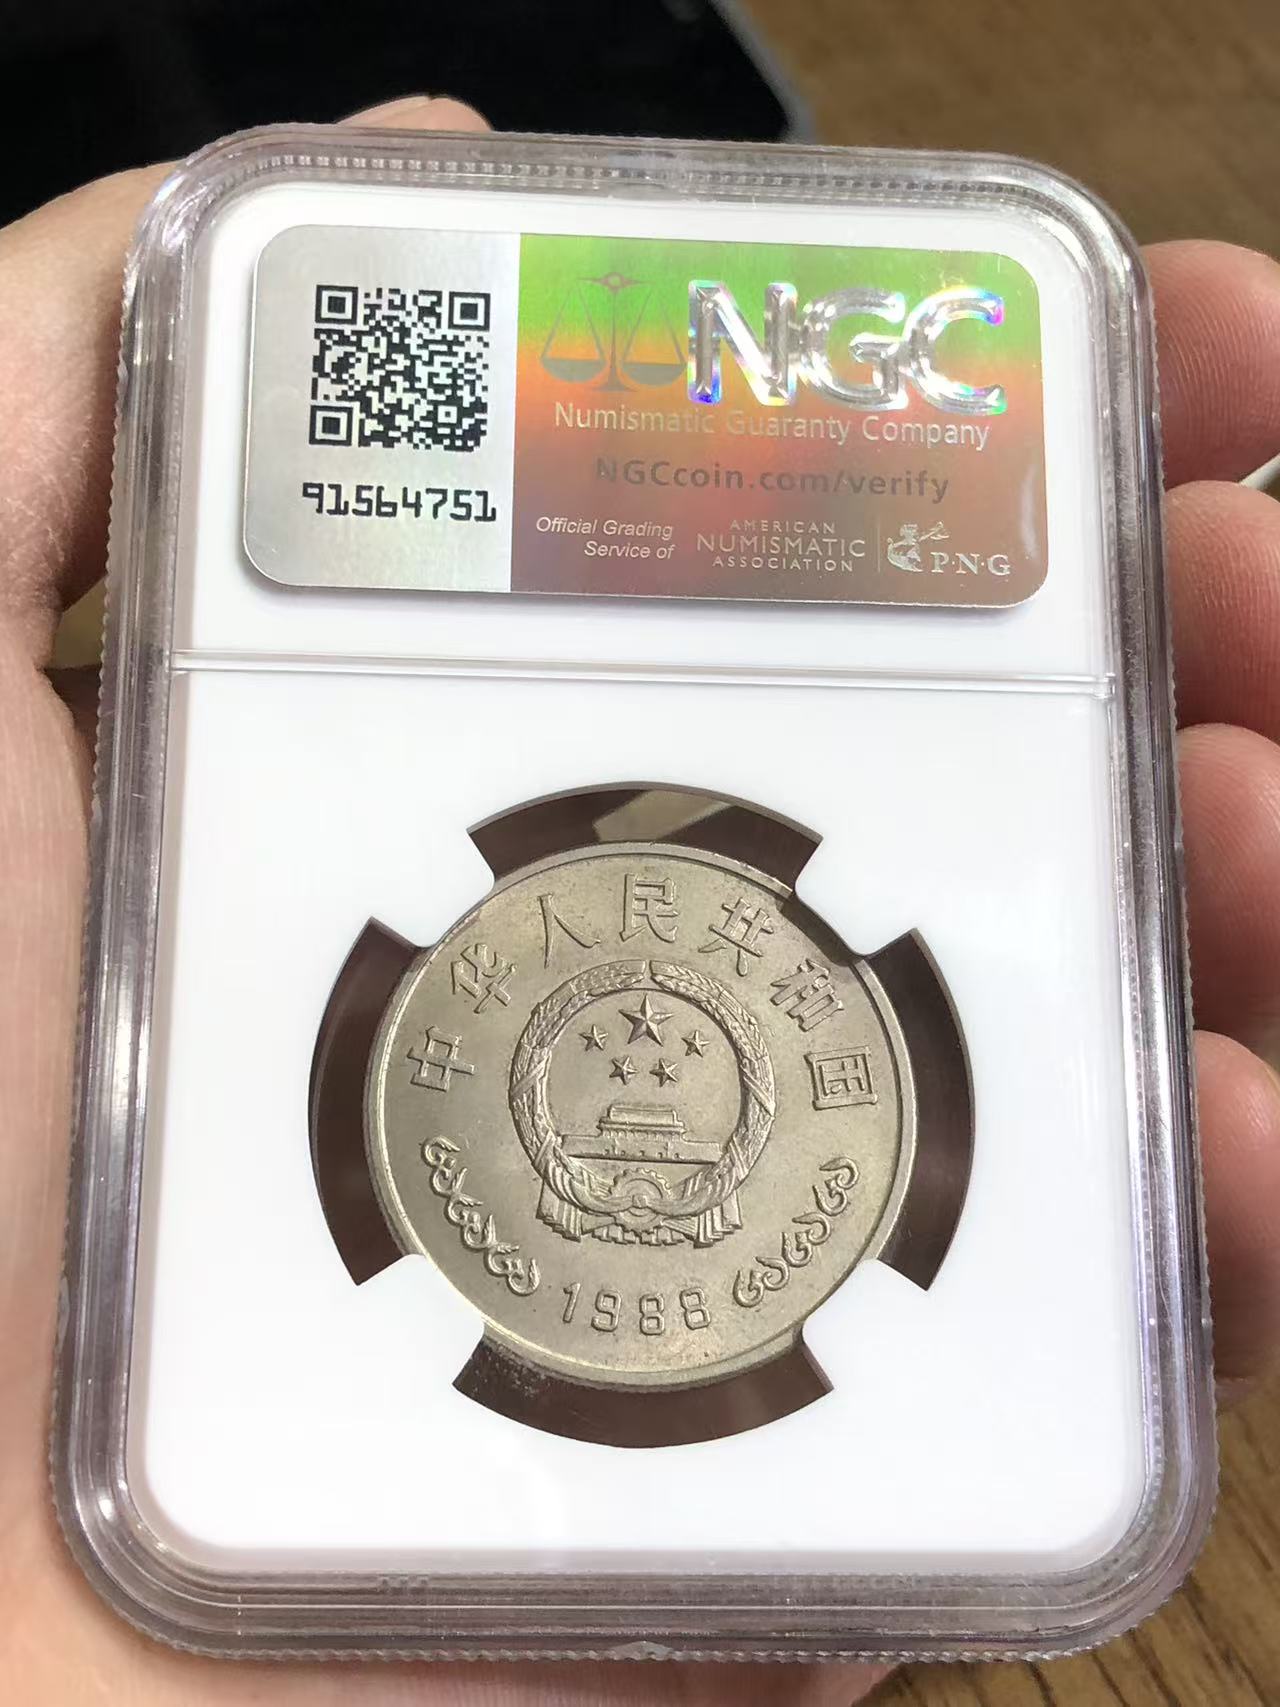 NGC
Numismatic Guaranty Company
NGCcoin.com/verify
91564751
Official Grading
Service of
AMERICAN
NUMISMATIC
ASSOCIATION
P·N·G
中华人民共和国
1988